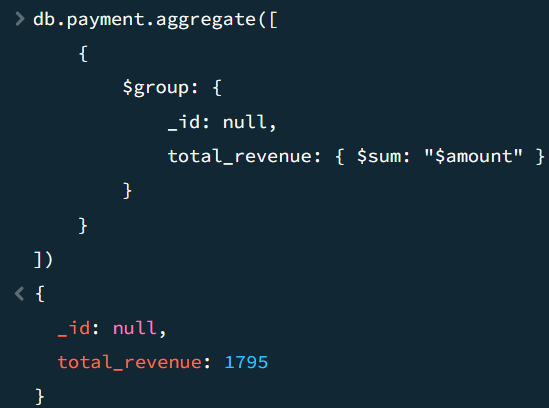 > db.payment.aggregate([
    {
        $group: {
            _id: null,
            total_revenue: { $sum: "$amount" }
        }
    }
])
< {
  _id: null,
  total_revenue: 1795
}